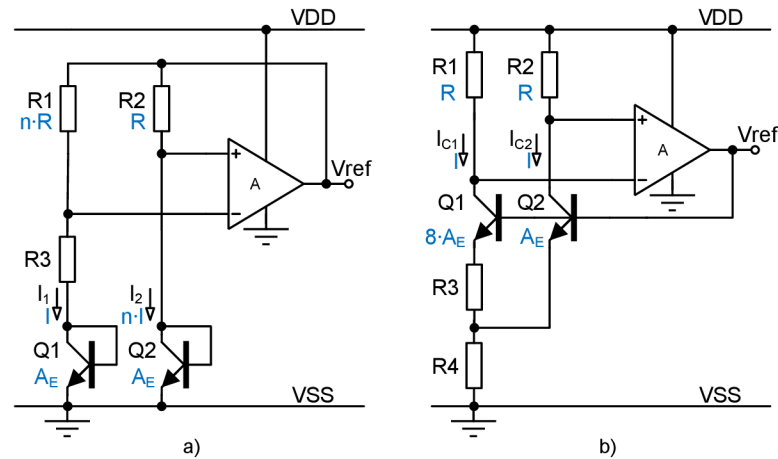 VDD
R1
n·R
R2
R
+
A
Vref
−
R3
I1
I
I2
n·I
Q1
AE
Q2
AE
VSS
a)
VDD
R1
R
R2
R
+
A
Vref
−
IC1
I
IC2
I
Q1
8·AE
Q2
AE
R3
R4
VSS
b)